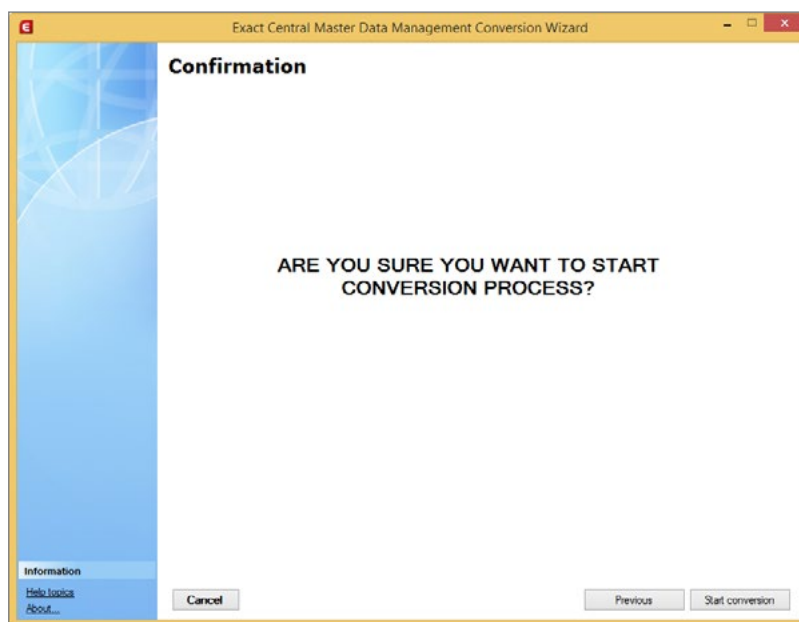 Exact Central Master Data Management Conversion Wizard
Confirmation
ARE YOU SURE YOU WANT TO START
CONVERSION PROCESS?
Information
Help topics
About...
Cancel
Previous
Start conversion